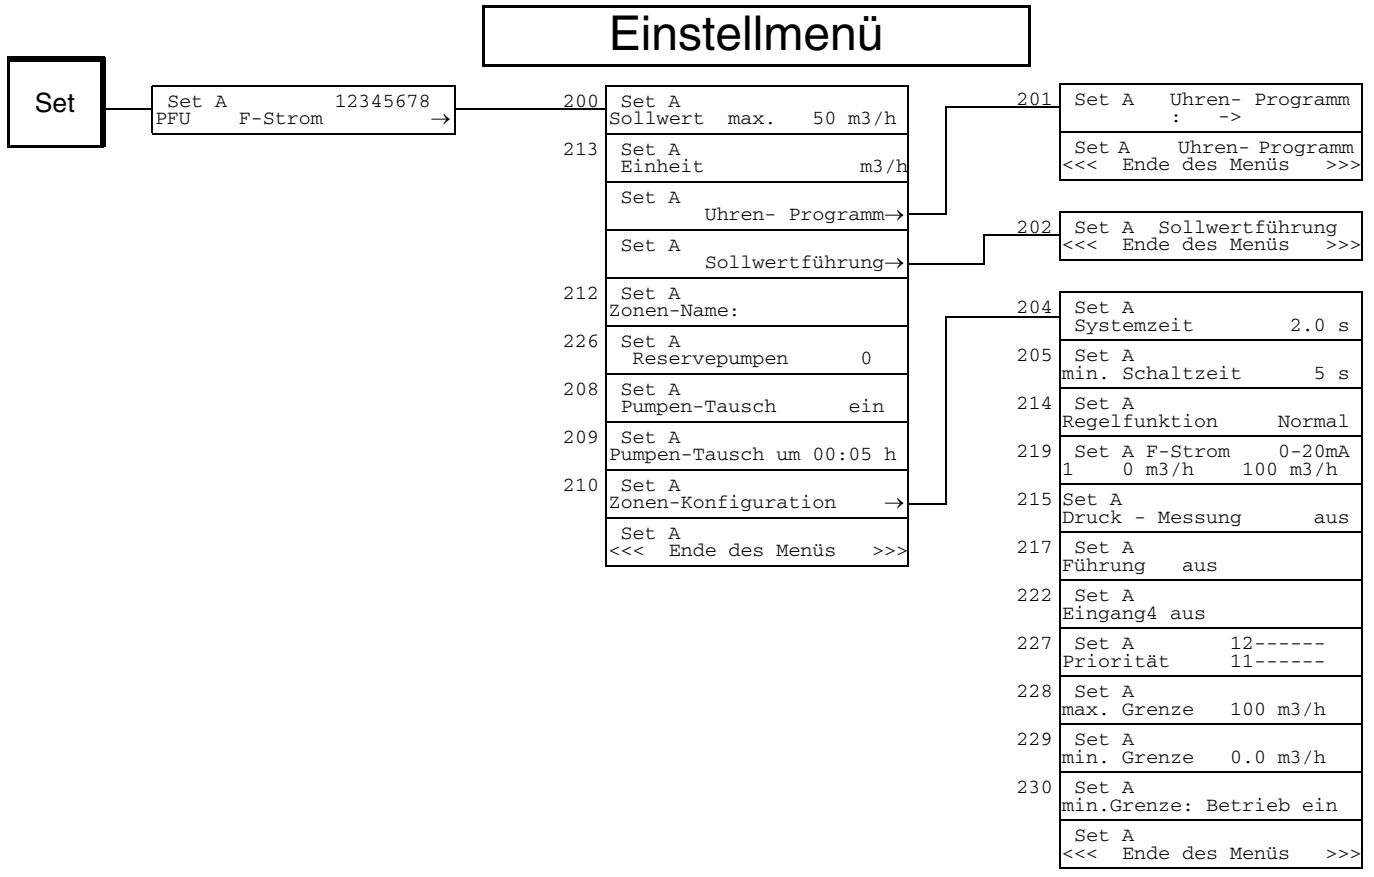 Einstellmenü
Set
Set A 12345678
PFU F-Strom →
200 Set A
Sollwert max. 50 m3/h
213 Set A
Einheit m3/h
Set A
Uhren- Programm→
Set A
Sollwertführung→
212 Set A
Zonen-Name:
226 Set A
Reservepumpen 0
208 Set A
Pumpen-Tausch ein
209 Set A
Pumpen-Tausch um 00:05 h
210 Set A
Zonen-Konfiguration →
Set A
<<< Ende des Menüs >>>
201 Set A Uhren- Programm
: ->
Set A Uhren- Programm
<<< Ende des Menüs >>>
202 Set A Sollwertführung
<<< Ende des Menüs >>>
204 Set A
Systemzeit 2.0 s
205 Set A
min. Schaltzeit 5 s
214 Set A
Regelfunktion Normal
219 Set A F-Strom 0-20mA
1 0 m3/h 100 m3/h
215 Set A
Druck - Messung aus
217 Set A
Führung aus
222 Set A
Eingang4 aus
227 Set A 12------
Priorität 11------
228 Set A
max. Grenze 100 m3/h
229 Set A
min. Grenze 0.0 m3/h
230 Set A
min.Grenze: Betrieb ein
Set A
<<< Ende des Menüs >>>